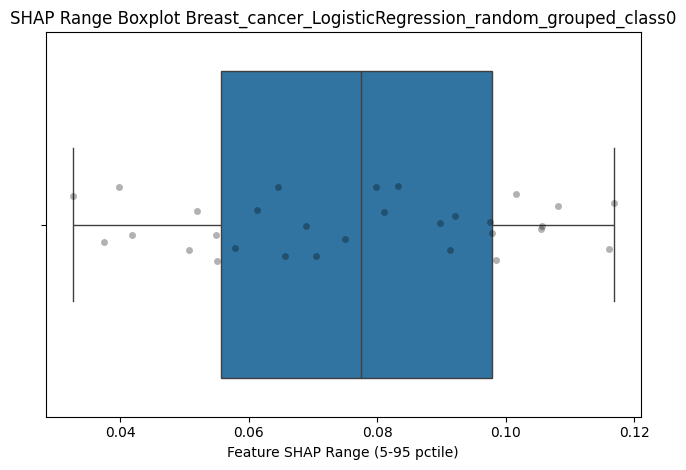 SHAP Range Boxplot Breast_cancer_LogisticRegression_random_grouped_class0
0.04 0.06 0.08 0.10 0.12
Feature SHAP Range (5-95 pctile)